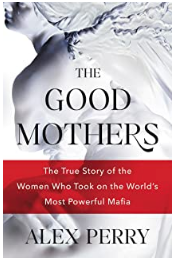 THE
GOOD
MOTHERS
The True Story of the
Women Who Took on the World's
Most Powerful Mafia
ALEX PERRY